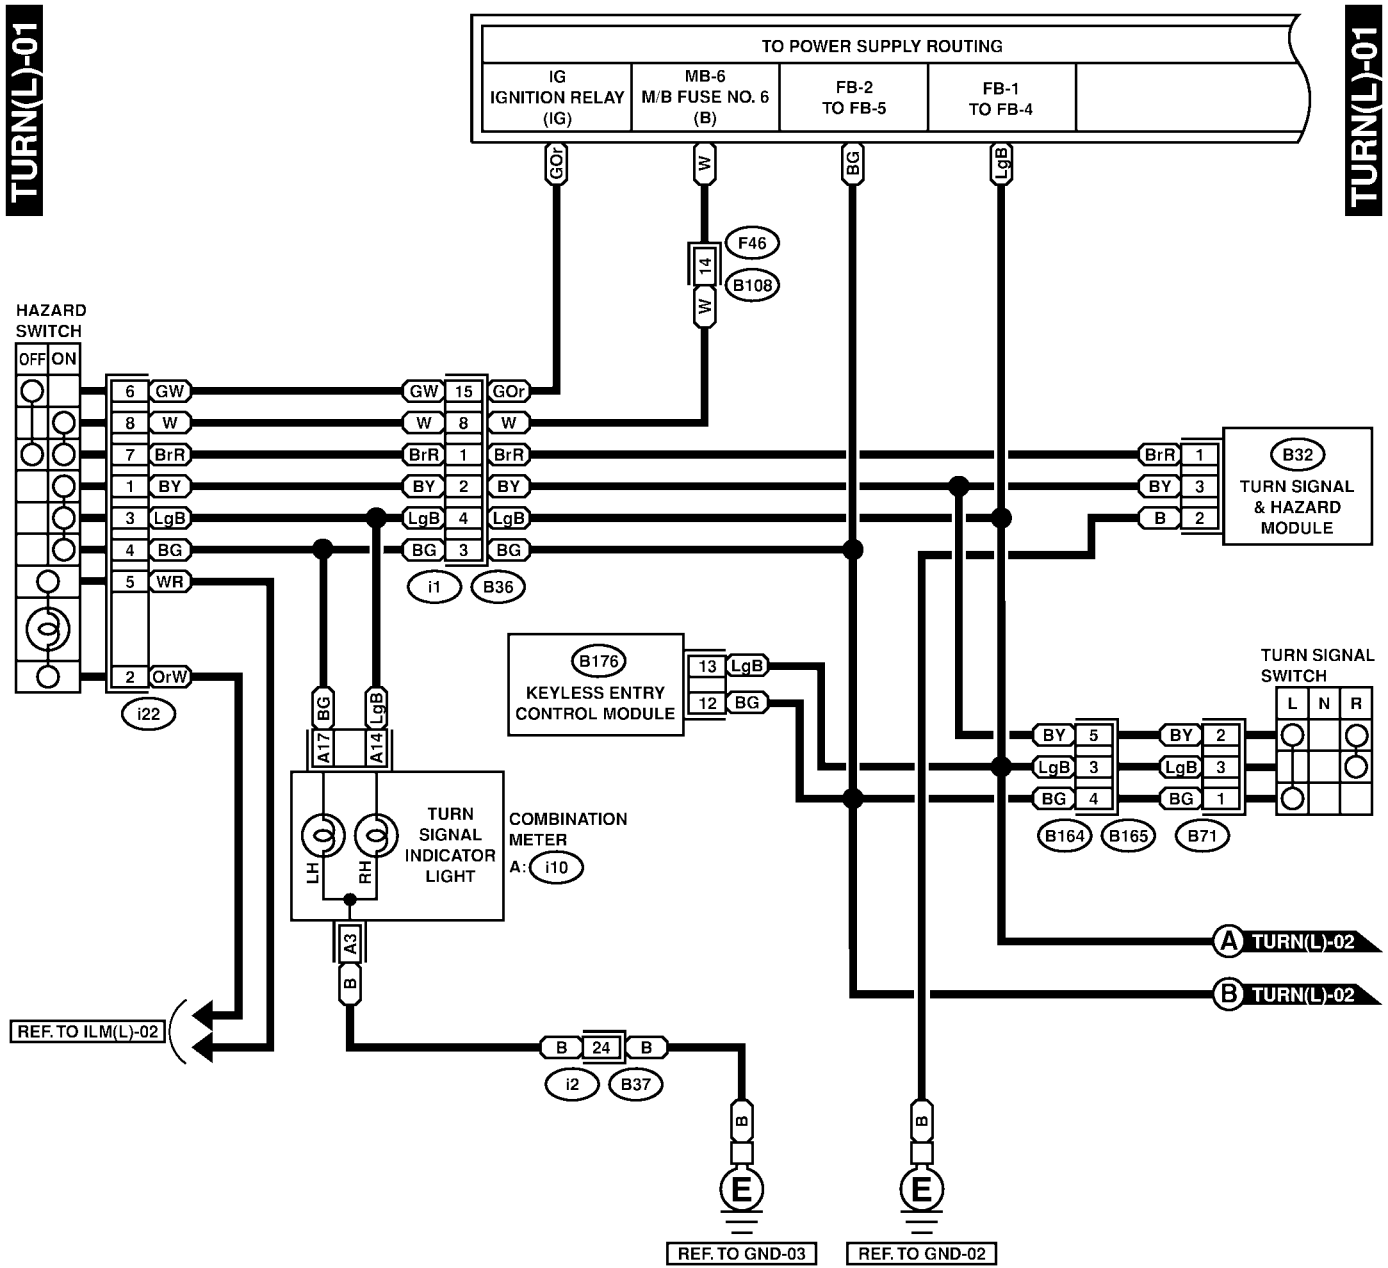 TURN(L)-01
TURN(L)-01
TO POWER SUPPLY ROUTING
IG
IGNITION RELAY
(IG)
MB-6
M/B FUSE NO. 6
(B)
FB-2
TO FB-5
FB-1
TO FB-4
GOr
W
BG
LgB
14
F46
B108
W
HAZARD
SWITCH
OFF ON
6 GW GW 15 GOr
8 W W 8 W
7 BrR BrR 1 BrR BrR 1
1 BY BY 2 BY BY 3
3 LgB LgB 4 LgB B 2
4 BG BG 3 BG
5 WR
2 OrW
i22
i1 B36
B32
TURN SIGNAL
& HAZARD
MODULE
B176
KEYLESS ENTRY
CONTROL MODULE
13 LgB
12 BG
TURN SIGNAL
SWITCH
L N R
BY 5 BY 2
LgB 3 LgB 3
BG 4 BG 1
B164 B165 B71
BG
LgB
A17
A14
LH
RH
TURN
SIGNAL
INDICATOR
LIGHT
COMBINATION
METER
A: i10
A3
B
A TURN(L)-02
B TURN(L)-02
REF. TO ILM(L)-02
B 24 B
i2 B37
B
B
E
E
REF. TO GND-03
REF. TO GND-02